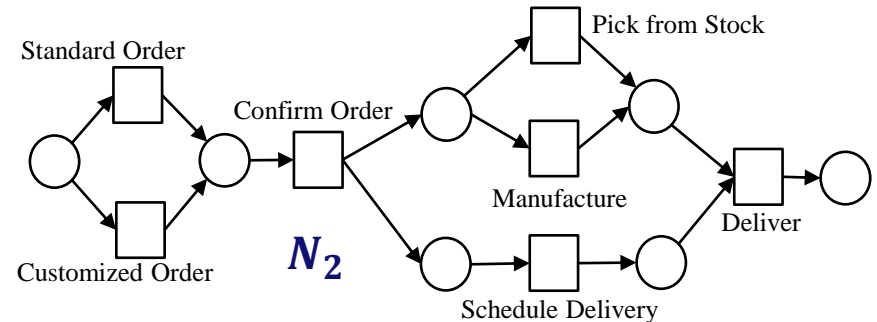 Pick from Stock
Standard Order
Confirm Order
Manufacture
Deliver
Customized Order
N₂
Schedule Delivery